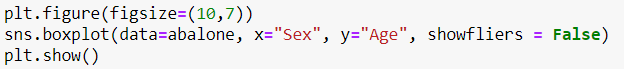 plt.figure(figsize=(10,7))
sns.boxplot(data=abalone, x="Sex", y="Age", showfliers = False)
plt.show()